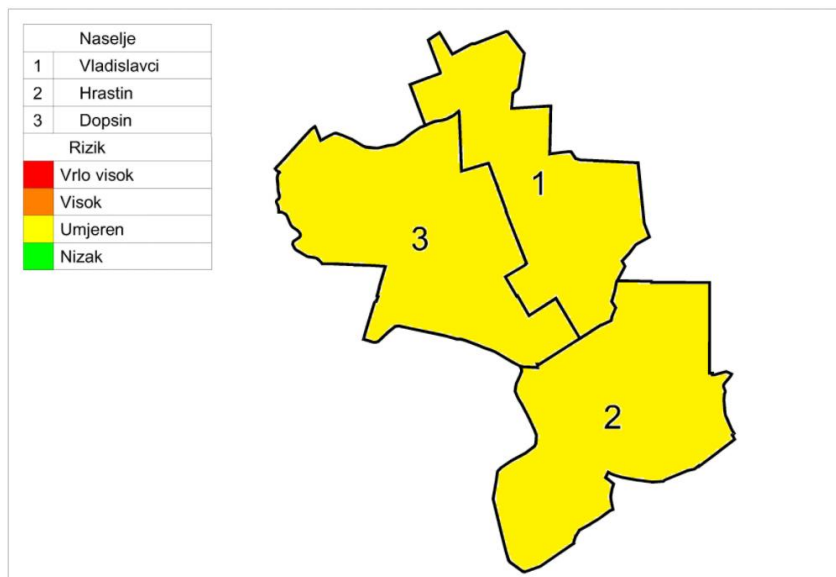 Naselje
1 Vladislavci
2 Hrastin
3 Dopsin
Rizik
Vrlo visok
Visok
Umjeren
Nizak
1
3
2